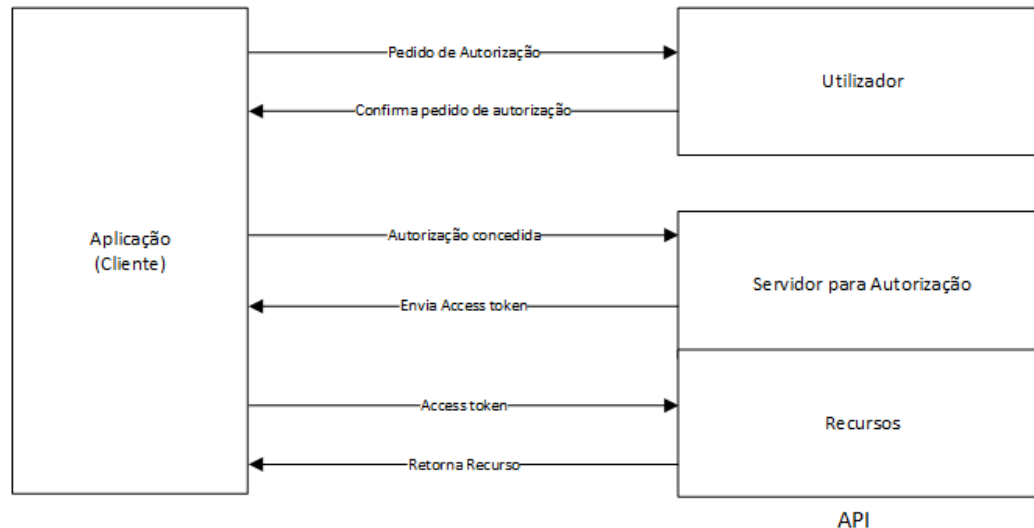 Pedido de Autorização
Utilizador
Confirma pedido de autorização
Aplicação
(Cliente)
Autorização concedida
Servidor para Autorização
Envia Access token
Access token
Recursos
Retorna Recurso
API